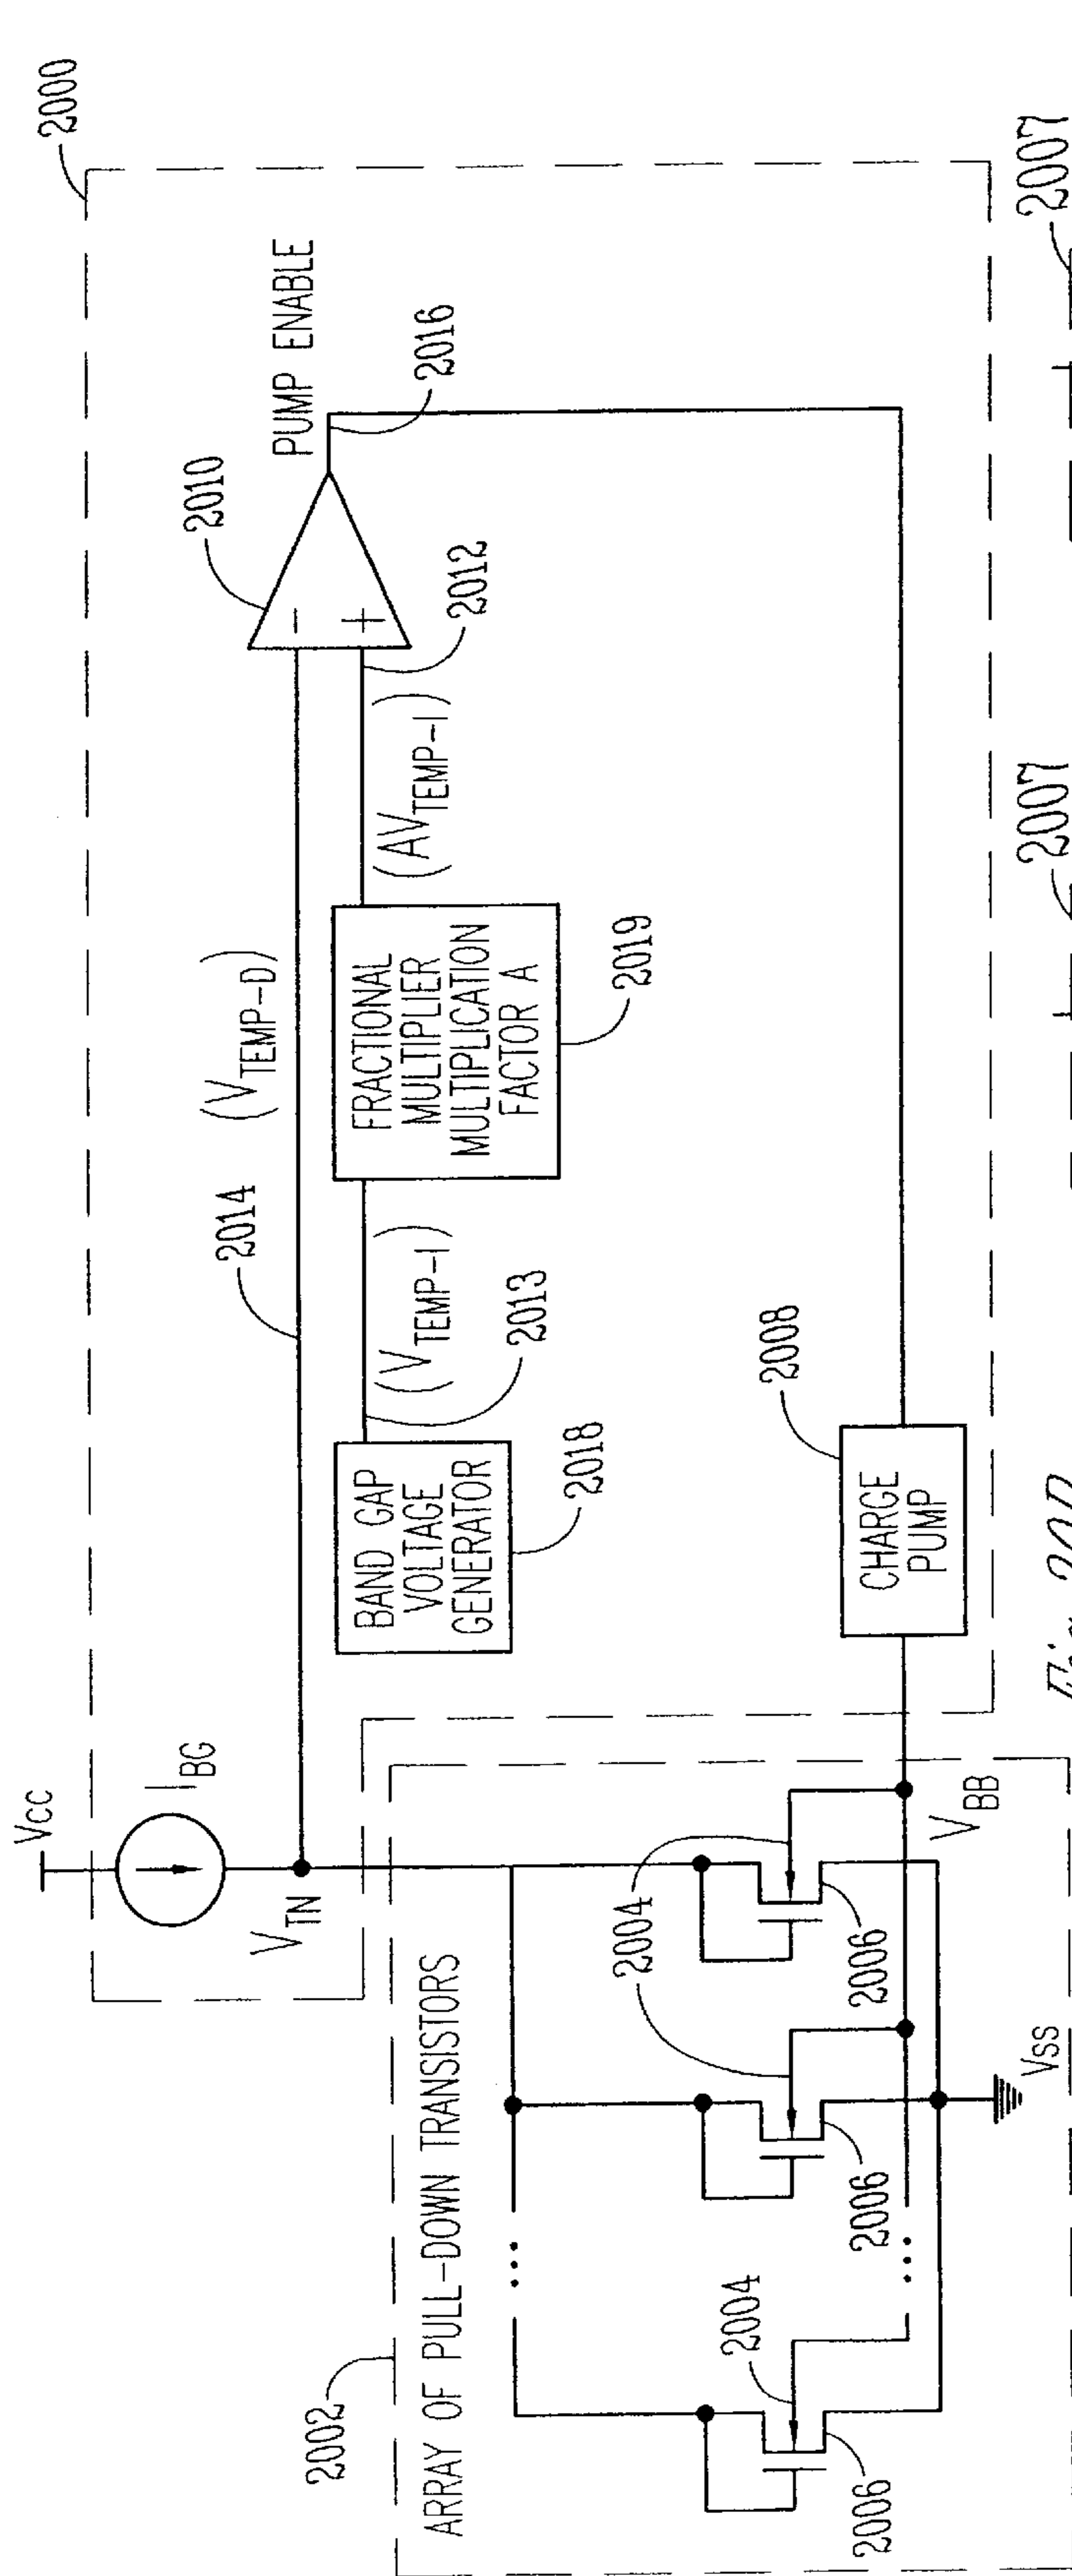 2000
PUMP ENABLE
2016
2010
−
+
2012
(V_TEMP-D)
(AV_TEMP-I)
2014
FRACTIONAL
MULTIPLIER
MULTIPLICATION
FACTOR A
2019
(V_TEMP-I)
2013
BAND GAP
VOLTAGE
GENERATOR
2018
2008
CHARGE
PUMP
Vcc
I_BG
V_TN
2002
ARRAY OF PULL-DOWN TRANSISTORS
2004
2004
2006
2006
2006
...
...
V_BB
Vss
2007
2007